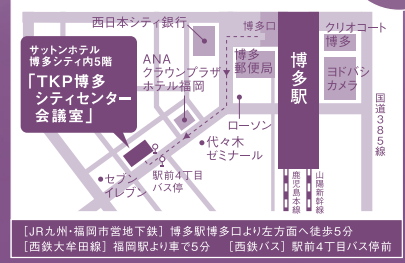 西日本シティ銀行
博多口
クリオコート
博多
サットンホテル
博多シティ内5階
「TKP博多
シティセンター
会議室」
ANA
クラウンプラザ
ホテル福岡
博多
郵便局
博多駅
ヨドバシ
カメラ
国道385線
ローソン
代々木
ゼミナール
セブン
イレブン
駅前4丁目
バス停
鹿児島本線
山陽新幹線
［JR九州・福岡市営地下鉄］ 博多駅博多口より左方面へ徒歩5分
［西鉄大牟田線］ 福岡駅より車で5分 ［西鉄バス］ 駅前4丁目バス停前